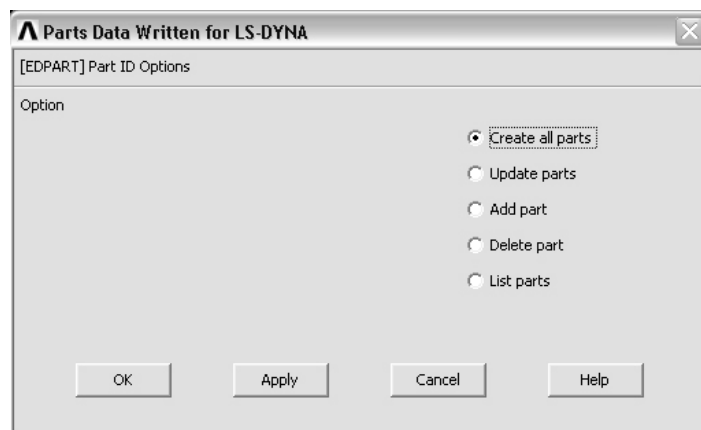 Parts Data Written for LS-DYNA
[EDPART] Part ID Options
Option
Create all parts
Update parts
Add part
Delete part
List parts
OK Apply Cancel Help